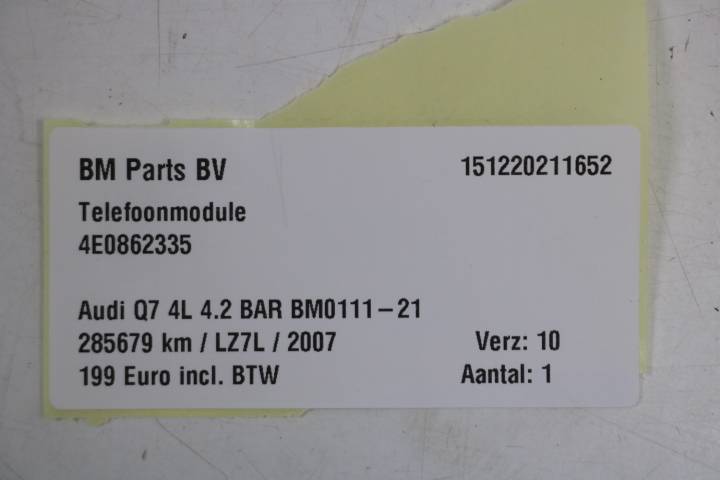 BM Parts BV 151220211652
Telefoonmodule
4E0862335
Audi Q7 4L 4.2 BAR BM0111-21
285679 km / LZ7L / 2007 Verz: 10
199 Euro incl. BTW Aantal: 1